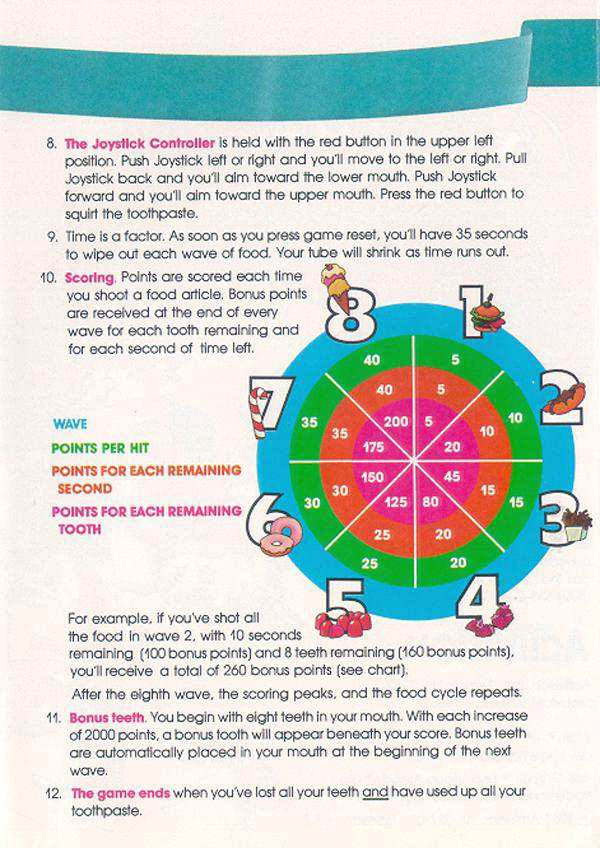 8. The Joystick Controller is held with the red button in the upper left
position. Push Joystick left or right and you'll move to the left or right. Pull
Joystick back and you'll aim toward the lower mouth. Push Joystick
forward and you'll aim toward the upper mouth. Press the red button to
squirt the toothpaste.
9. Time is a factor. As soon as you press game reset, you'll have 35 seconds
to wipe out each wave of food. Your tube will shrink as time runs out.
10. Scoring. Points are scored each time
you shoot a food article. Bonus points
are received at the end of every
wave for each tooth remaining and
for each second of time left.
8 1
40 5
7 2
40 5
35 35 200 5 10 10
175 20
WAVE
POINTS PER HIT
POINTS FOR EACH REMAINING
SECOND
POINTS FOR EACH REMAINING
TOOTH
150 45
30 30 125 80 15 15
6 3
25 20
25 20
5 4
For example, if you've shot all
the food in wave 2, with 10 seconds
remaining (100 bonus points) and 8 teeth remaining (160 bonus points),
you'll receive a total of 260 bonus points (see chart).
After the eighth wave, the scoring peaks, and the food cycle repeats.
11. Bonus teeth. You begin with eight teeth in your mouth. With each increase
of 2000 points, a bonus tooth will appear beneath your score. Bonus teeth
are automatically placed in your mouth at the beginning of the next
wave.
12. The game ends when you've lost all your teeth and have used up all your
toothpaste.